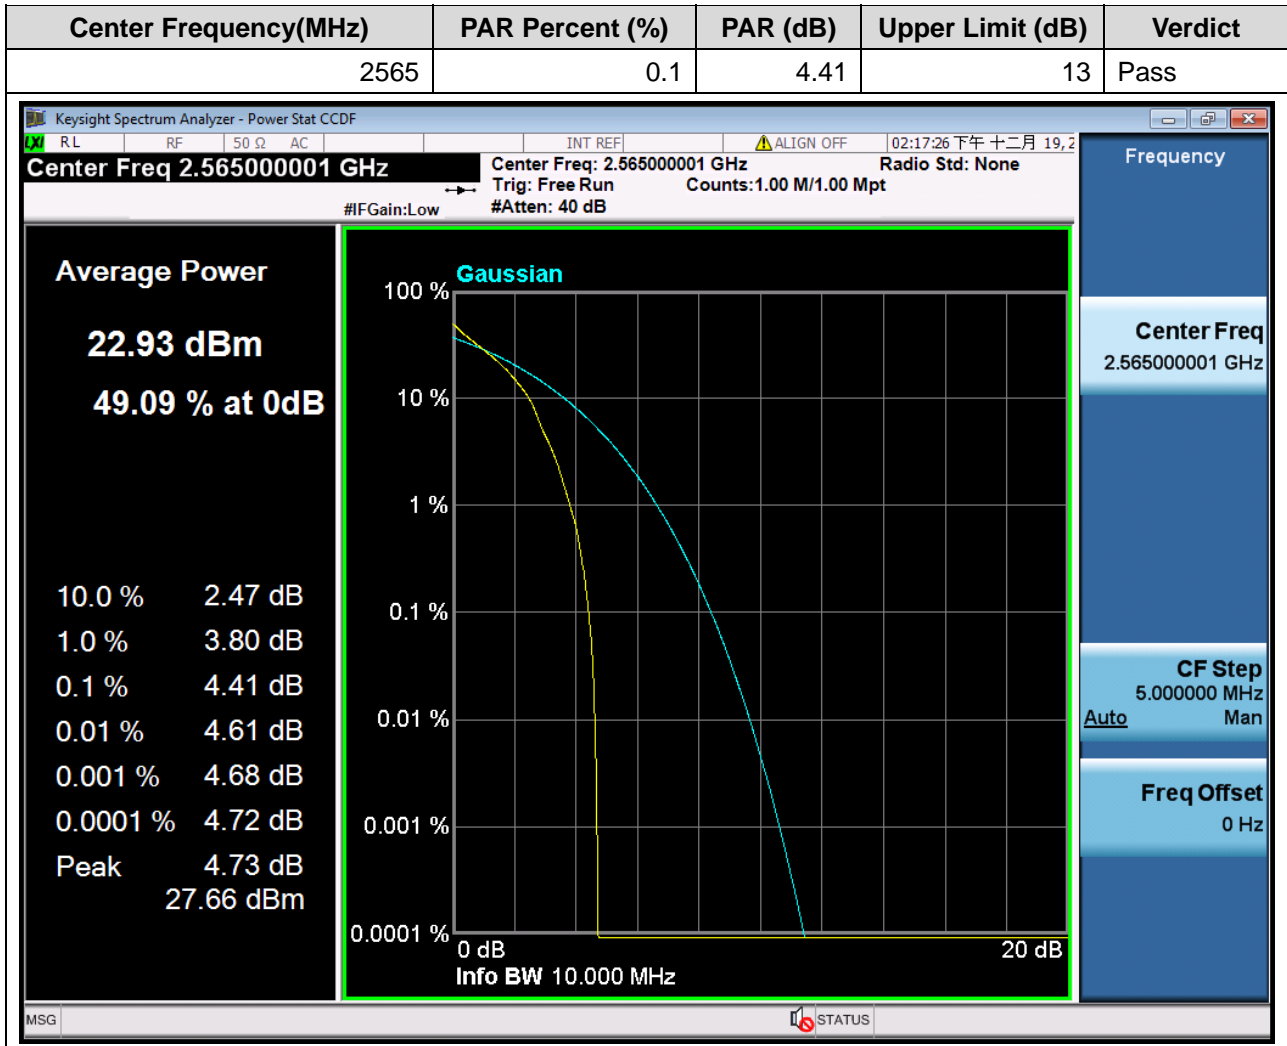 Center Frequency(MHz) PAR Percent (%) PAR (dB) Upper Limit (dB) Verdict
2565 0.1 4.41 13 Pass
Keysight Spectrum Analyzer - Power Stat CCDF
LXI RL RF 50 Ω AC INT REF ALIGN OFF 02:17:26 下午 十二月 19, 2
Center Freq 2.565000001 GHz
Center Freq: 2.565000001 GHz Radio Std: None
Trig: Free Run Counts:1.00 M/1.00 Mpt
#IFGain:Low #Atten: 40 dB
Frequency
Average Power
22.93 dBm
49.09 % at 0dB
10.0 % 2.47 dB
1.0 % 3.80 dB
0.1 % 4.41 dB
0.01 % 4.61 dB
0.001 % 4.68 dB
0.0001 % 4.72 dB
Peak 4.73 dB
27.66 dBm
Gaussian
100 %
10 %
1 %
0.1 %
0.01 %
0.001 %
0.0001 %
0 dB 20 dB
Info BW 10.000 MHz
Center Freq
2.565000001 GHz
CF Step
5.000000 MHz
Auto Man
Freq Offset
0 Hz
MSG STATUS